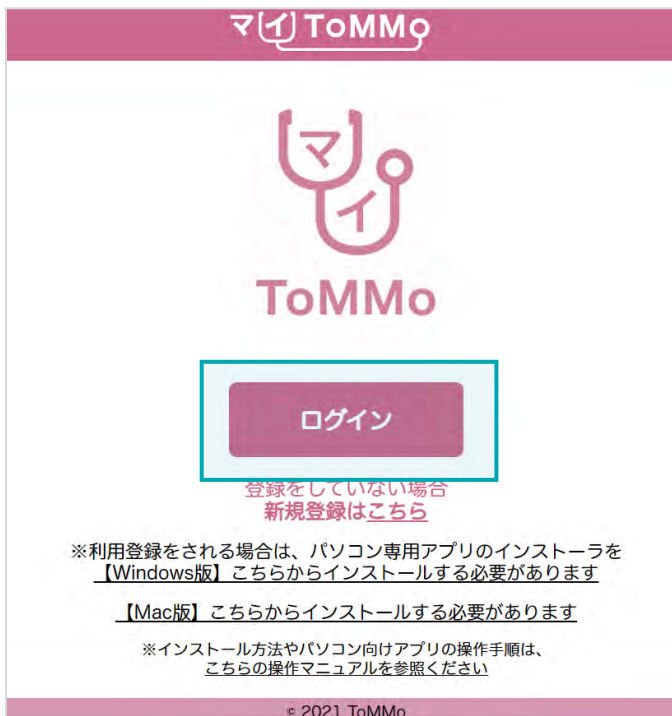 マイ ToMMo
マ
イ
ToMMo
ログイン
登録をしていない場合
新規登録はこちら
※利用登録をされる場合は、パソコン専用アプリのインストーラを
【Windows版】こちらからインストールする必要があります
【Mac版】こちらからインストールする必要があります
※インストール方法やパソコン向けアプリの操作手順は、
こちらの操作マニュアルを参照ください
© 2021 ToMMo